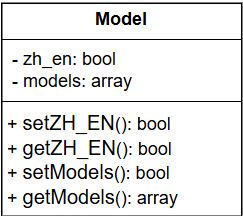 Model
- zh_en: bool
- models: array
+ setZH_EN(): bool
+ getZH_EN(): bool
+ setModels(): bool
+ getModels(): array